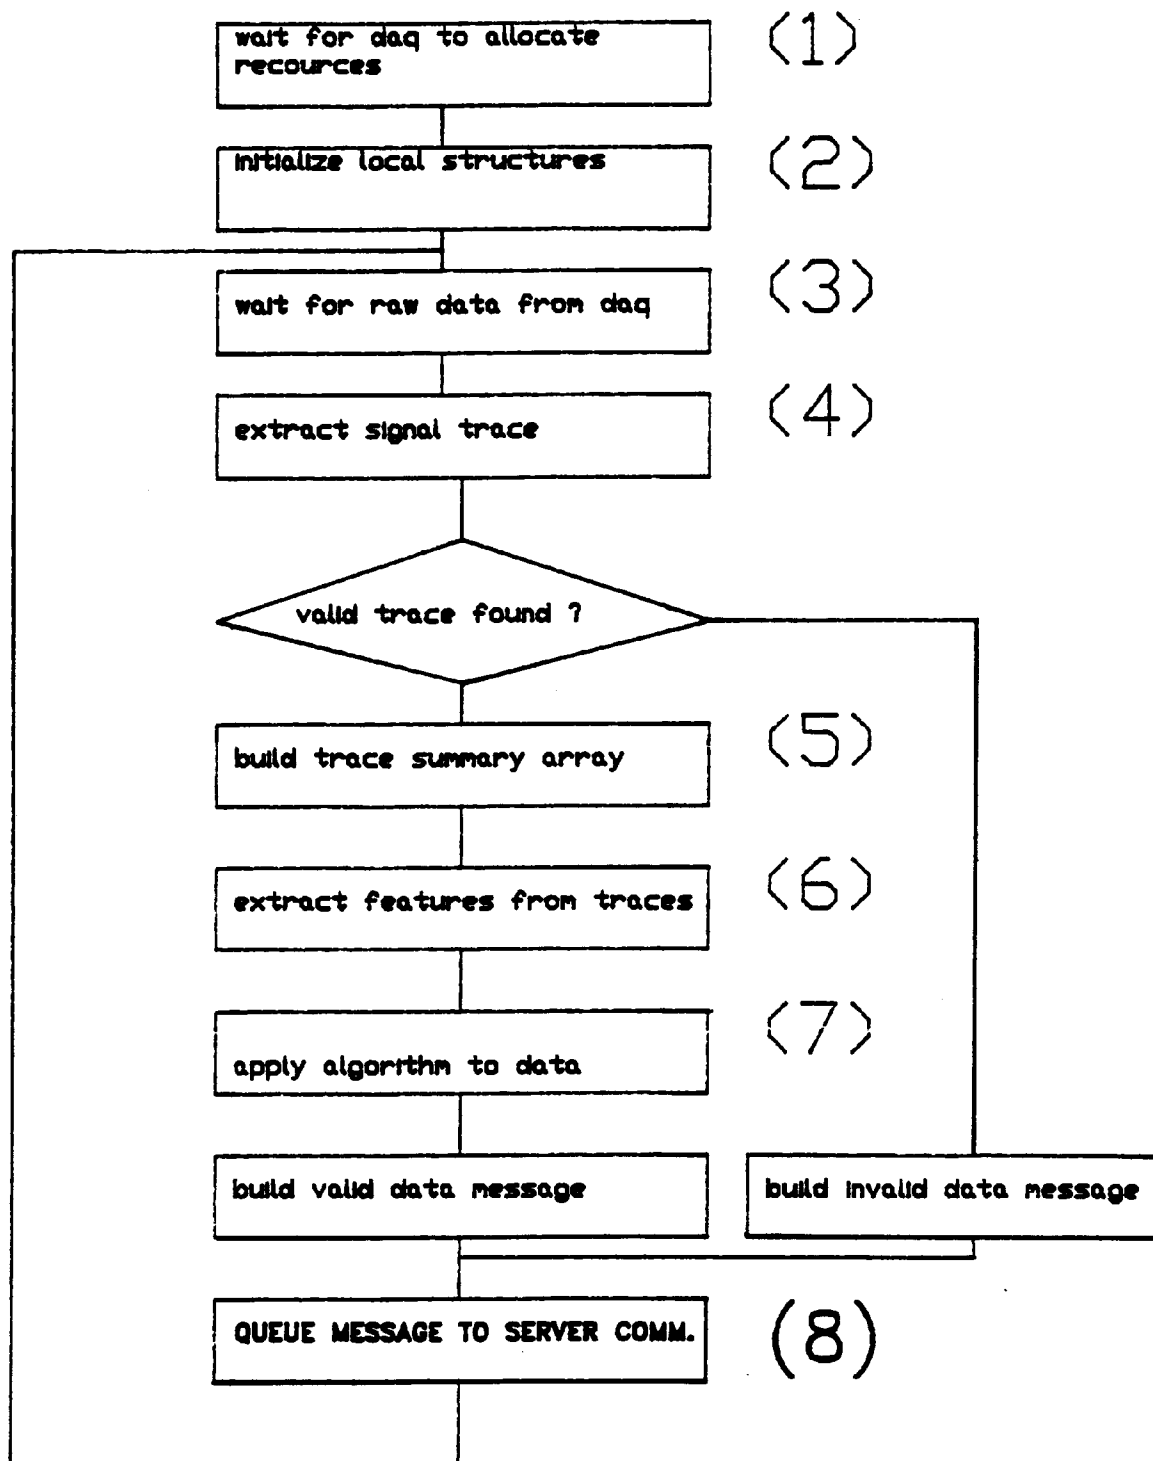 wait for daq to allocate
recources
(1)
initialize local structures
(2)
wait for raw data from daq
(3)
extract signal trace
(4)
valid trace found ?
build trace summary array
(5)
extract features from traces
(6)
apply algorithm to data
(7)
build valid data message
build invalid data message
QUEUE MESSAGE TO SERVER COMM.
(8)